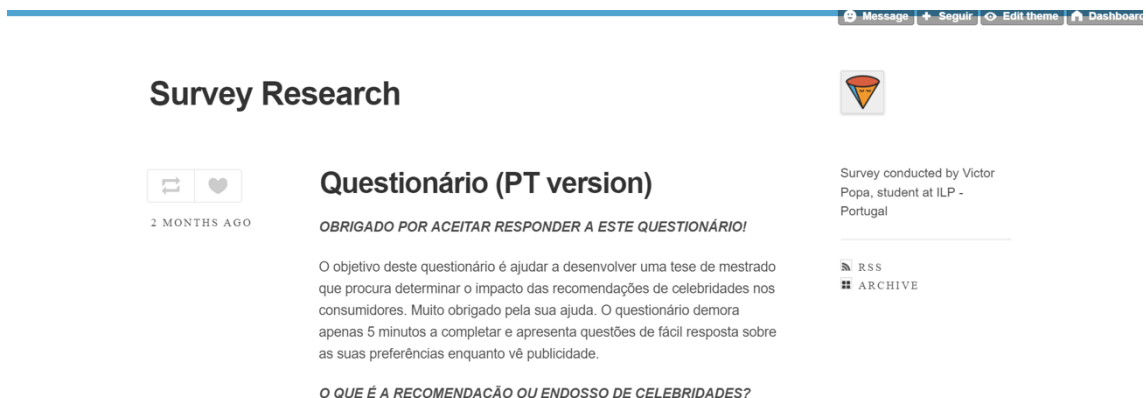 Message + Seguir Edit theme Dashboard
Survey Research
Questionário (PT version)
2 MONTHS AGO
OBRIGADO POR ACEITAR RESPONDER A ESTE QUESTIONÁRIO!
O objetivo deste questionário é ajudar a desenvolver uma tese de mestrado
que procura determinar o impacto das recomendações de celebridades nos
consumidores. Muito obrigado pela sua ajuda. O questionário demora
apenas 5 minutos a completar e apresenta questões de fácil resposta sobre
as suas preferências enquanto vê publicidade.
O QUE É A RECOMENDAÇÃO OU ENDOSSO DE CELEBRIDADES?
Survey conducted by Victor
Popa, student at ILP -
Portugal
RSS
ARCHIVE